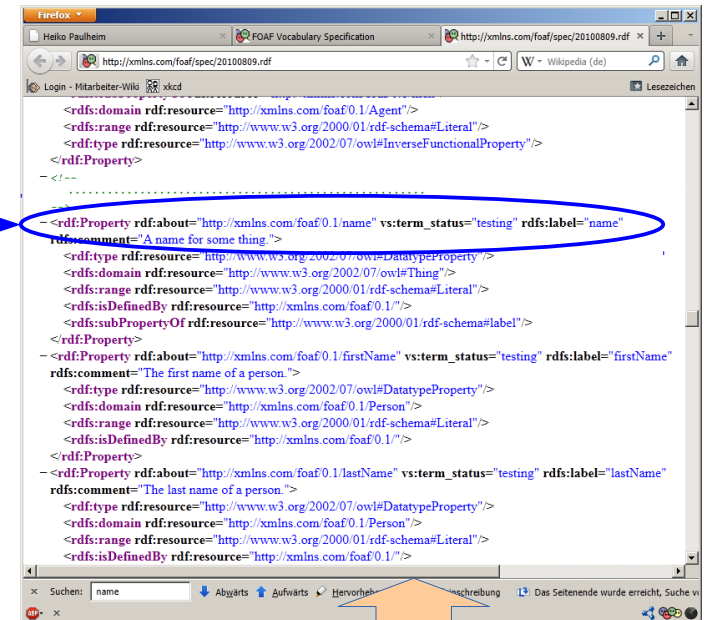 Firefox
Heiko Paulheim × FOAF Vocabulary Specification × http://xmlns.com/foaf/spec/20100809.rdf × +
http://xmlns.com/foaf/spec/20100809.rdf W Wikipedia (de)
Login - Mitarbeiter-Wiki xkcd Lesezeichen
<rdfs:domain rdf:resource="http://xmlns.com/foaf/0.1/Agent"/>
<rdfs:range rdf:resource="http://www.w3.org/2000/01/rdf-schema#Literal"/>
<rdf:type rdf:resource="http://www.w3.org/2002/07/owl#InverseFunctionalProperty"/>
</rdf:Property>
− <!--
-->
− <rdf:Property rdf:about="http://xmlns.com/foaf/0.1/name" vs:term_status="testing" rdfs:label="name"
rdfs:comment="A name for some thing.">
<rdf:type rdf:resource="http://www.w3.org/2002/07/owl#DatatypeProperty"/>
<rdfs:domain rdf:resource="http://www.w3.org/2002/07/owl#Thing"/>
<rdfs:range rdf:resource="http://www.w3.org/2000/01/rdf-schema#Literal"/>
<rdfs:isDefinedBy rdf:resource="http://xmlns.com/foaf/0.1/"/>
<rdfs:subPropertyOf rdf:resource="http://www.w3.org/2000/01/rdf-schema#label"/>
</rdf:Property>
− <rdf:Property rdf:about="http://xmlns.com/foaf/0.1/firstName" vs:term_status="testing" rdfs:label="firstName"
rdfs:comment="The first name of a person.">
<rdf:type rdf:resource="http://www.w3.org/2002/07/owl#DatatypeProperty"/>
<rdfs:domain rdf:resource="http://xmlns.com/foaf/0.1/Person"/>
<rdfs:range rdf:resource="http://www.w3.org/2000/01/rdf-schema#Literal"/>
<rdfs:isDefinedBy rdf:resource="http://xmlns.com/foaf/0.1/"/>
</rdf:Property>
− <rdf:Property rdf:about="http://xmlns.com/foaf/0.1/lastName" vs:term_status="testing" rdfs:label="lastName"
rdfs:comment="The last name of a person.">
<rdf:type rdf:resource="http://www.w3.org/2002/07/owl#DatatypeProperty"/>
<rdfs:domain rdf:resource="http://xmlns.com/foaf/0.1/Person"/>
<rdfs:range rdf:resource="http://www.w3.org/2000/01/rdf-schema#Literal"/>
<rdfs:isDefinedBy rdf:resource="http://xmlns.com/foaf/0.1/"/>
× Suchen: name Abwärts Aufwärts Das Seitenende wurde erreicht, Suche
ABP ×